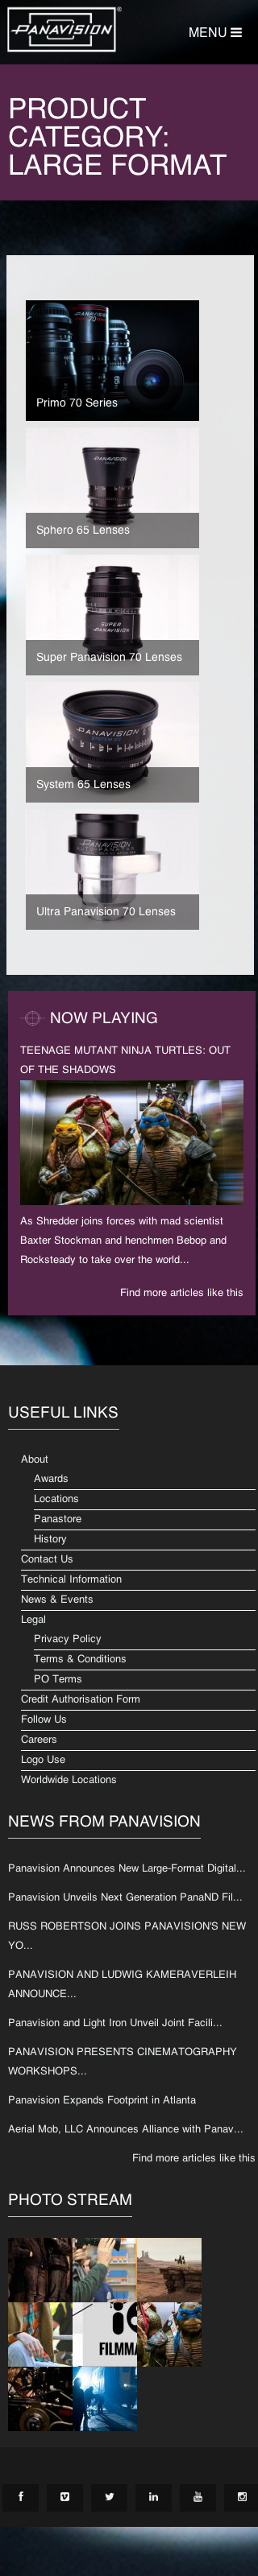 PANAVISION®
MENU
PRODUCT
CATEGORY:
LARGE FORMAT
PANAVISION
70
Primo 70 Series
PANAVISION
Sphero 65 Lenses
SUPER
PANAVISION
Super Panavision 70 Lenses
PANAVISION
System 65 Lenses
Ultra Panavision 70 Lenses
NOW PLAYING
TEENAGE MUTANT NINJA TURTLES: OUT
OF THE SHADOWS
As Shredder joins forces with mad scientist
Baxter Stockman and henchmen Bebop and
Rocksteady to take over the world...
Find more articles like this
USEFUL LINKS
About
Awards
Locations
Panastore
History
Contact Us
Technical Information
News & Events
Legal
Privacy Policy
Terms & Conditions
PO Terms
Credit Authorisation Form
Follow Us
Careers
Logo Use
Worldwide Locations
NEWS FROM PANAVISION
Panavision Announces New Large-Format Digital...
Panavision Unveils Next Generation PanaND Fil...
RUSS ROBERTSON JOINS PANAVISION'S NEW
YO...
PANAVISION AND LUDWIG KAMERAVERLEIH
ANNOUNCE...
Panavision and Light Iron Unveil Joint Facili...
PANAVISION PRESENTS CINEMATOGRAPHY
WORKSHOPS...
Panavision Expands Footprint in Atlanta
Aerial Mob, LLC Announces Alliance with Panav...
Find more articles like this
PHOTO STREAM
FILMMA
You